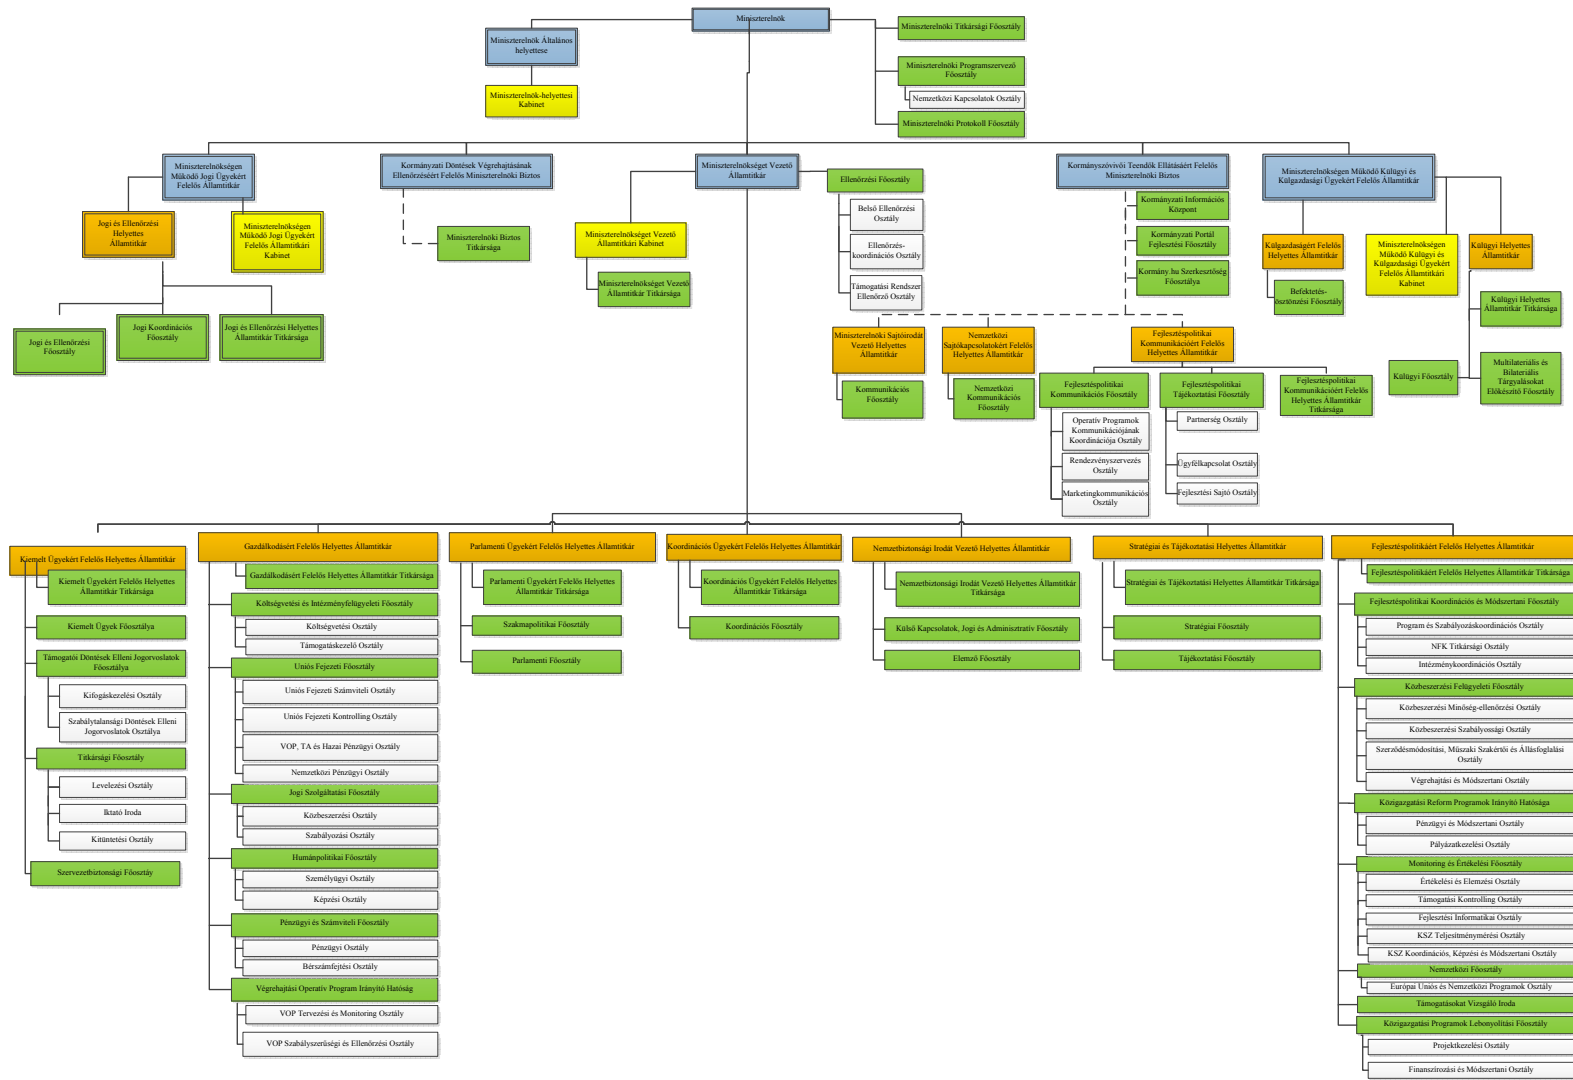 Miniszterelnök
Miniszterelnök Általános
helyettese
Miniszterelnök-helyettesi
Kabinet
Miniszterelnöki Titkársági Főosztály
Miniszterelnöki Programszervező
Főosztály
Nemzetközi Kapcsolatok Osztály
Miniszterelnöki Protokoll Főosztály
Miniszterelnökségen
Működő Jogi Ügyekért
Felelős Államtitkár
Kormányzati Döntések Végrehajtásának
Ellenőrzéséért Felelős Miniszterelnöki Biztos
Miniszterelnökséget Vezető
Államtitkár
Kormányszóvivői Teendők Ellátásáért Felelős
Miniszterelnöki Biztos
Miniszterelnökségen Működő Külügyi és
Külgazdasági Ügyekért Felelős Államtitkár
Jogi és Ellenőrzési
Helyettes
Államtitkár
Miniszterelnökségen
Működő Jogi Ügyekért
Felelős Államtitkári
Kabinet
Jogi és Ellenőrzési
Főosztály
Jogi Koordinációs
Főosztály
Jogi és Ellenőrzési Helyettes
Államtitkár Titkársága
Miniszterelnöki Biztos
Titkársága
Miniszterelnökséget Vezető
Államtitkári Kabinet
Miniszterelnökséget Vezető
Államtitkár Titkársága
Ellenőrzési Főosztály
Belső Ellenőrzési
Osztály
Ellenőrzés-
koordinációs Osztály
Támogatási Rendszer
Ellenőrző Osztály
Kormányzati Információs
Központ
Kormányzati Portál
Fejlesztési Főosztály
Kormány.hu Szerkesztőség
Főosztálya
Miniszterelnöki Sajtóirodát
Vezető Helyettes
Államtitkár
Kommunikációs
Főosztály
Nemzetközi
Sajtókapcsolatokért Felelős
Helyettes Államtitkár
Nemzetközi
Kommunikációs
Főosztály
Fejlesztéspolitikai
Kommunikációért Felelős
Helyettes Államtitkár
Fejlesztéspolitikai
Kommunikációs Főosztály
Operatív Programok
Kommunikációjának
Koordinációja Osztály
Rendezvényszervezés
Osztály
Marketingkommunikációs
Osztály
Fejlesztéspolitikai
Tájékoztatási Főosztály
Partnerség Osztály
Ügyfélkapcsolat Osztály
Fejlesztési Sajtó Osztály
Fejlesztéspolitikai
Kommunikációért Felelős
Helyettes Államtitkár
Titkársága
Külgazdaságért Felelős
Helyettes Államtitkár
Befektetés-
ösztönzési Főosztály
Miniszterelnökségen
Működő Külügyi és
Külgazdasági Ügyekért
Felelős Államtitkári
Kabinet
Külügyi Helyettes
Államtitkár
Külügyi Helyettes
Államtitkár Titkársága
Külügyi Főosztály
Multilaterális és
Bilaterális
Tárgyalásokat
Előkészítő Főosztály
Kiemelt Ügyekért Felelős Helyettes Államtitkár
Kiemelt Ügyekért Felelős Helyettes
Államtitkár Titkársága
Kiemelt Ügyek Főosztálya
Támogatói Döntések Elleni Jogorvoslatok
Főosztálya
Kifogáskezelési Osztály
Szabálytalansági Döntések Elleni
Jogorvoslatok Osztálya
Titkársági Főosztály
Levelezési Osztály
Iktató Iroda
Kitüntetési Osztály
Szervezetbiztonsági Főosztáy
Gazdálkodásért Felelős Helyettes Államtitkár
Gazdálkodásért Felelős Helyettes Államtitkár Titkársága
Költségvetési és Intézményfelügyeleti Főosztály
Költségvetési Osztály
Támogatáskezelő Osztály
Uniós Fejezeti Főosztály
Uniós Fejezeti Számviteli Osztály
Uniós Fejezeti Kontrolling Osztály
VOP, TA és Hazai Pénzügyi Osztály
Nemzetközi Pénzügyi Osztály
Jogi Szolgáltatási Főosztály
Közbeszerzési Osztály
Szabályozási Osztály
Humánpolitikai Főosztály
Személyügyi Osztály
Képzési Osztály
Pénzügyi és Számviteli Főosztály
Pénzügyi Osztály
Bérszámfejtési Osztály
Végrehajtási Operatív Program Irányító Hatóság
VOP Tervezési és Monitoring Osztály
VOP Szabályszerűségi és Ellenőrzési Osztály
Parlamenti Ügyekért Felelős Helyettes Államtitkár
Parlamenti Ügyekért Felelős Helyettes
Államtitkár Titkársága
Szakmapolitikai Főosztály
Parlamenti Főosztály
Koordinációs Ügyekért Felelős Helyettes Államtitkár
Koordinációs Ügyekért Felelős Helyettes
Államtitkár Titkársága
Koordinációs Főosztály
Nemzetbiztonsági Irodát Vezető Helyettes Államtitkár
Nemzetbiztonsági Irodát Vezető Helyettes Államtitkár
Titkársága
Külső Kapcsolatok, Jogi és Adminisztratív Főosztály
Elemző Főosztály
Stratégiai és Tájékoztatási Helyettes Államtitkár
Stratégiai és Tájékoztatási Helyettes Államtitkár Titkársága
Stratégiai Főosztály
Tájékoztatási Főosztály
Fejlesztéspolitikáért Felelős Helyettes Államtitkár
Fejlesztéspolitikáért Felelős Helyettes Államtitkár Titkársága
Fejlesztéspolitikai Koordinációs és Módszertani Főosztály
Program és Szabályozáskoordinációs Osztály
NFK Titkársági Osztály
Intézménykoordinációs Osztály
Közbeszerzési Felügyeleti Főosztály
Közbeszerzési Minőség-ellenőrzési Osztály
Közbeszerzési Szabályossági Osztály
Szerződésmódosítási, Műszaki Szakértői és Állásfoglalási
Osztály
Végrehajtási és Módszertani Osztály
Közigazgatási Reform Programok Irányító Hatósága
Pénzügyi és Módszertani Osztály
Pályázatkezelési Osztály
Monitoring és Értékelési Főosztály
Értékelési és Elemzési Osztály
Támogatási Kontrolling Osztály
Fejlesztési Informatikai Osztály
KSZ Teljesítménymérési Osztály
KSZ Koordinációs, Képzési és Módszertani Osztály
Nemzetközi Főosztály
Európai Uniós és Nemzetközi Programok Osztály
Támogatásokat Vizsgáló Iroda
Közigazgatási Programok Lebonyolítási Főosztály
Projektkezelési Osztály
Finanszírozási és Módszertani Osztály